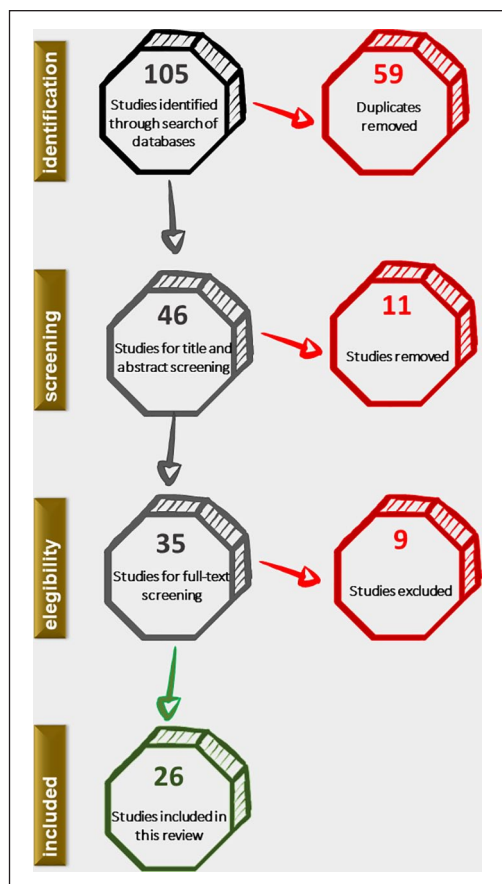 identification
105
Studies identified
through search of
databases
59
Duplicates
removed
screening
46
Studies for title and
abstract screening
11
Studies removed
elegibility
35
Studies for full-text
screening
9
Studies excluded
included
26
Studies included in
this review